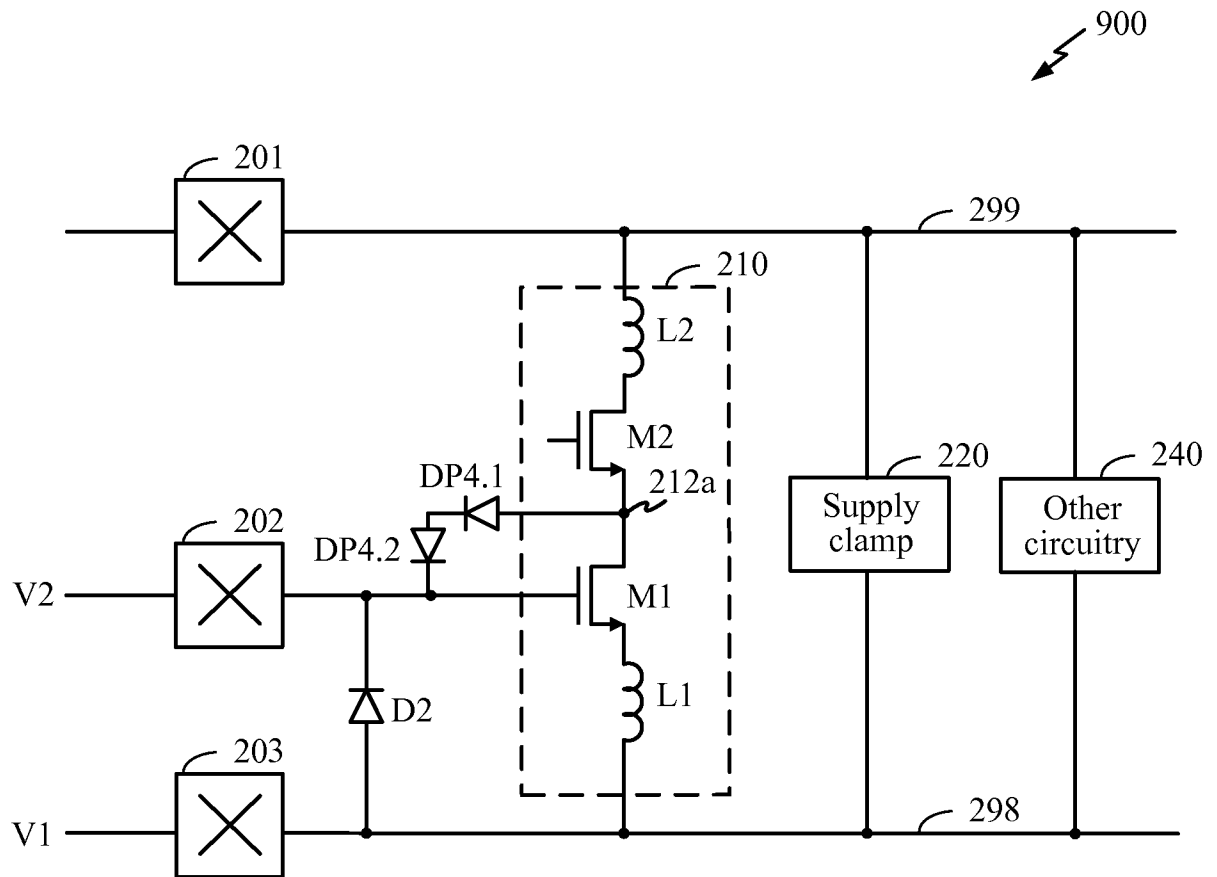 900
201
299
210
L2
M2
220
240
DP4.1
212a
Supply
clamp
Other
circuitry
202
DP4.2
V2
M1
L1
D2
203
298
V1